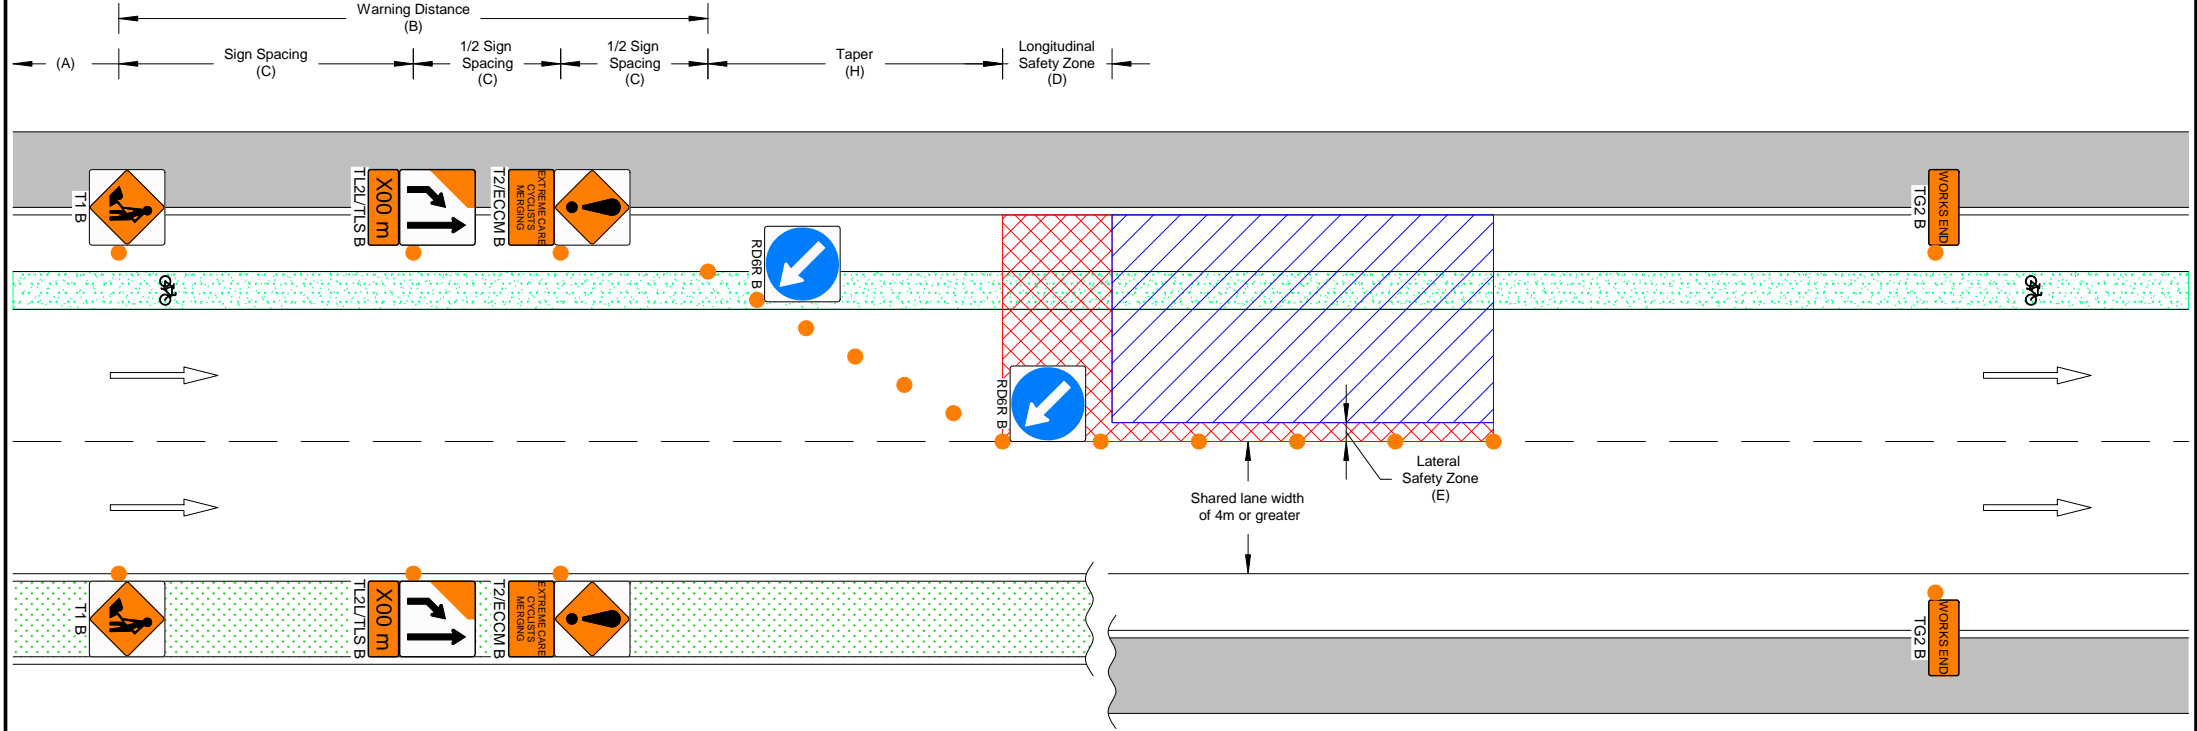 Warning Distance
(B)
(A)
Sign Spacing
(C)
1/2 Sign
Spacing
(C)
1/2 Sign
Spacing
(C)
Taper
(H)
Longitudinal
Safety Zone
(D)
T1 B
TL2L/TLS B
X00 m
T2/ECCM B
EXTREME CARE
CYCLISTS
MERGING
RD6R B
RD6R B
WORKS END
TG2 B
Lateral
Safety Zone
(E)
Shared lane width
of 4m or greater
T1 B
TL2L/TLS B
X00 m
T2/ECCM B
EXTREME CARE
CYCLISTS
MERGING
WORKS END
TG2 B